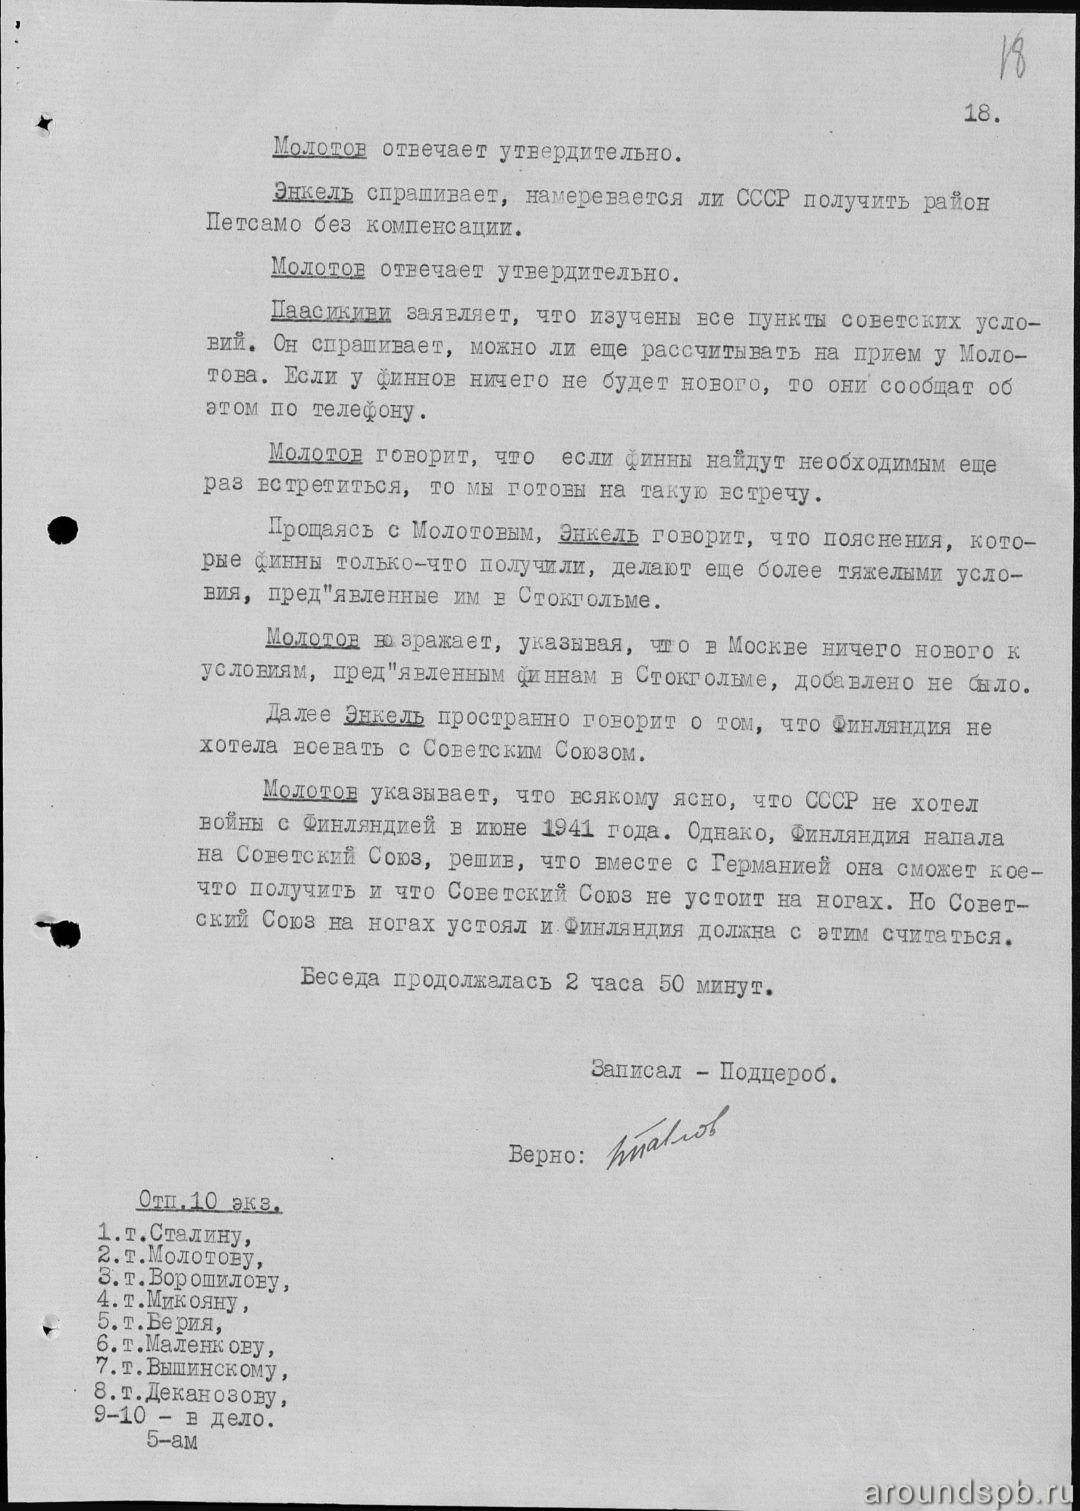 18
18.
Молотов отвечает утвердительно.
Энкель спрашивает, намеревается ли СССР получить район
Петсамо без компенсации.
Молотов отвечает утвердительно.
Паасикиви заявляет, что изучены все пункты советских усло-
вий. Он спрашивает, можно ли еще рассчитывать на прием у Моло-
това. Если у финнов ничего не будет нового, то они сообщат об
этом по телефону.
Молотов говорит, что если финны найдут необходимым еще
раз встретиться, то мы готовы на такую встречу.
Прощаясь с Молотовым, Энкель говорит, что пояснения, кото-
рые финны только-что получили, делают еще более тяжелыми усло-
вия, пред"явленные им в Стокгольме.
Молотов возражает, указывая, что в Москве ничего нового к
условиям, пред"явленным финнам в Стокгольме, добавлено не было.
Далее Энкель пространно говорит о том, что Финляндия не
хотела воевать с Советским Союзом.
Молотов указывает, что всякому ясно, что СССР не хотел
войны с Финляндией в июне 1941 года. Однако, Финляндия напала
на Советский Союз, решив, что вместе с Германией она сможет кое-
что получить и что Советский Союз не устоит на ногах. Но Совет-
ский Союз на ногах устоял и Финляндия должна с этим считаться.
Беседа продолжалась 2 часа 50 минут.
Записал - Подцероб.
Верно: Павлов
Отп.10 экз.
1.т.Сталину,
2.т.Молотову,
3.т.Ворошилову,
4.т.Микояну,
5.т.Берия,
6.т.Маленкову,
7.т.Вышинскому,
8.т.Деканозову,
9-10 - в дело.
5-ам
aroundspb.ru